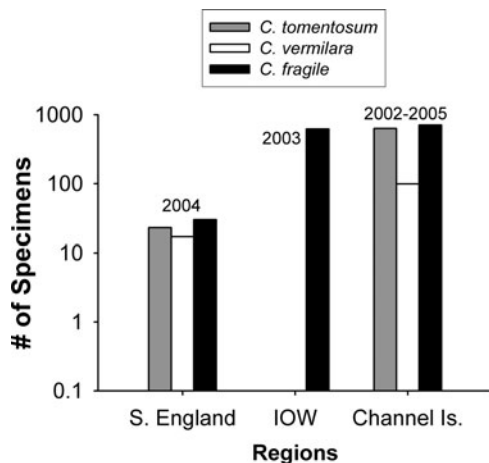 C. tomentosum
C. vermilara
C. fragile
# of Specimens
1000
100
10
1
0.1
2004
2003
2002-2005
S. England
IOW
Channel Is.
Regions